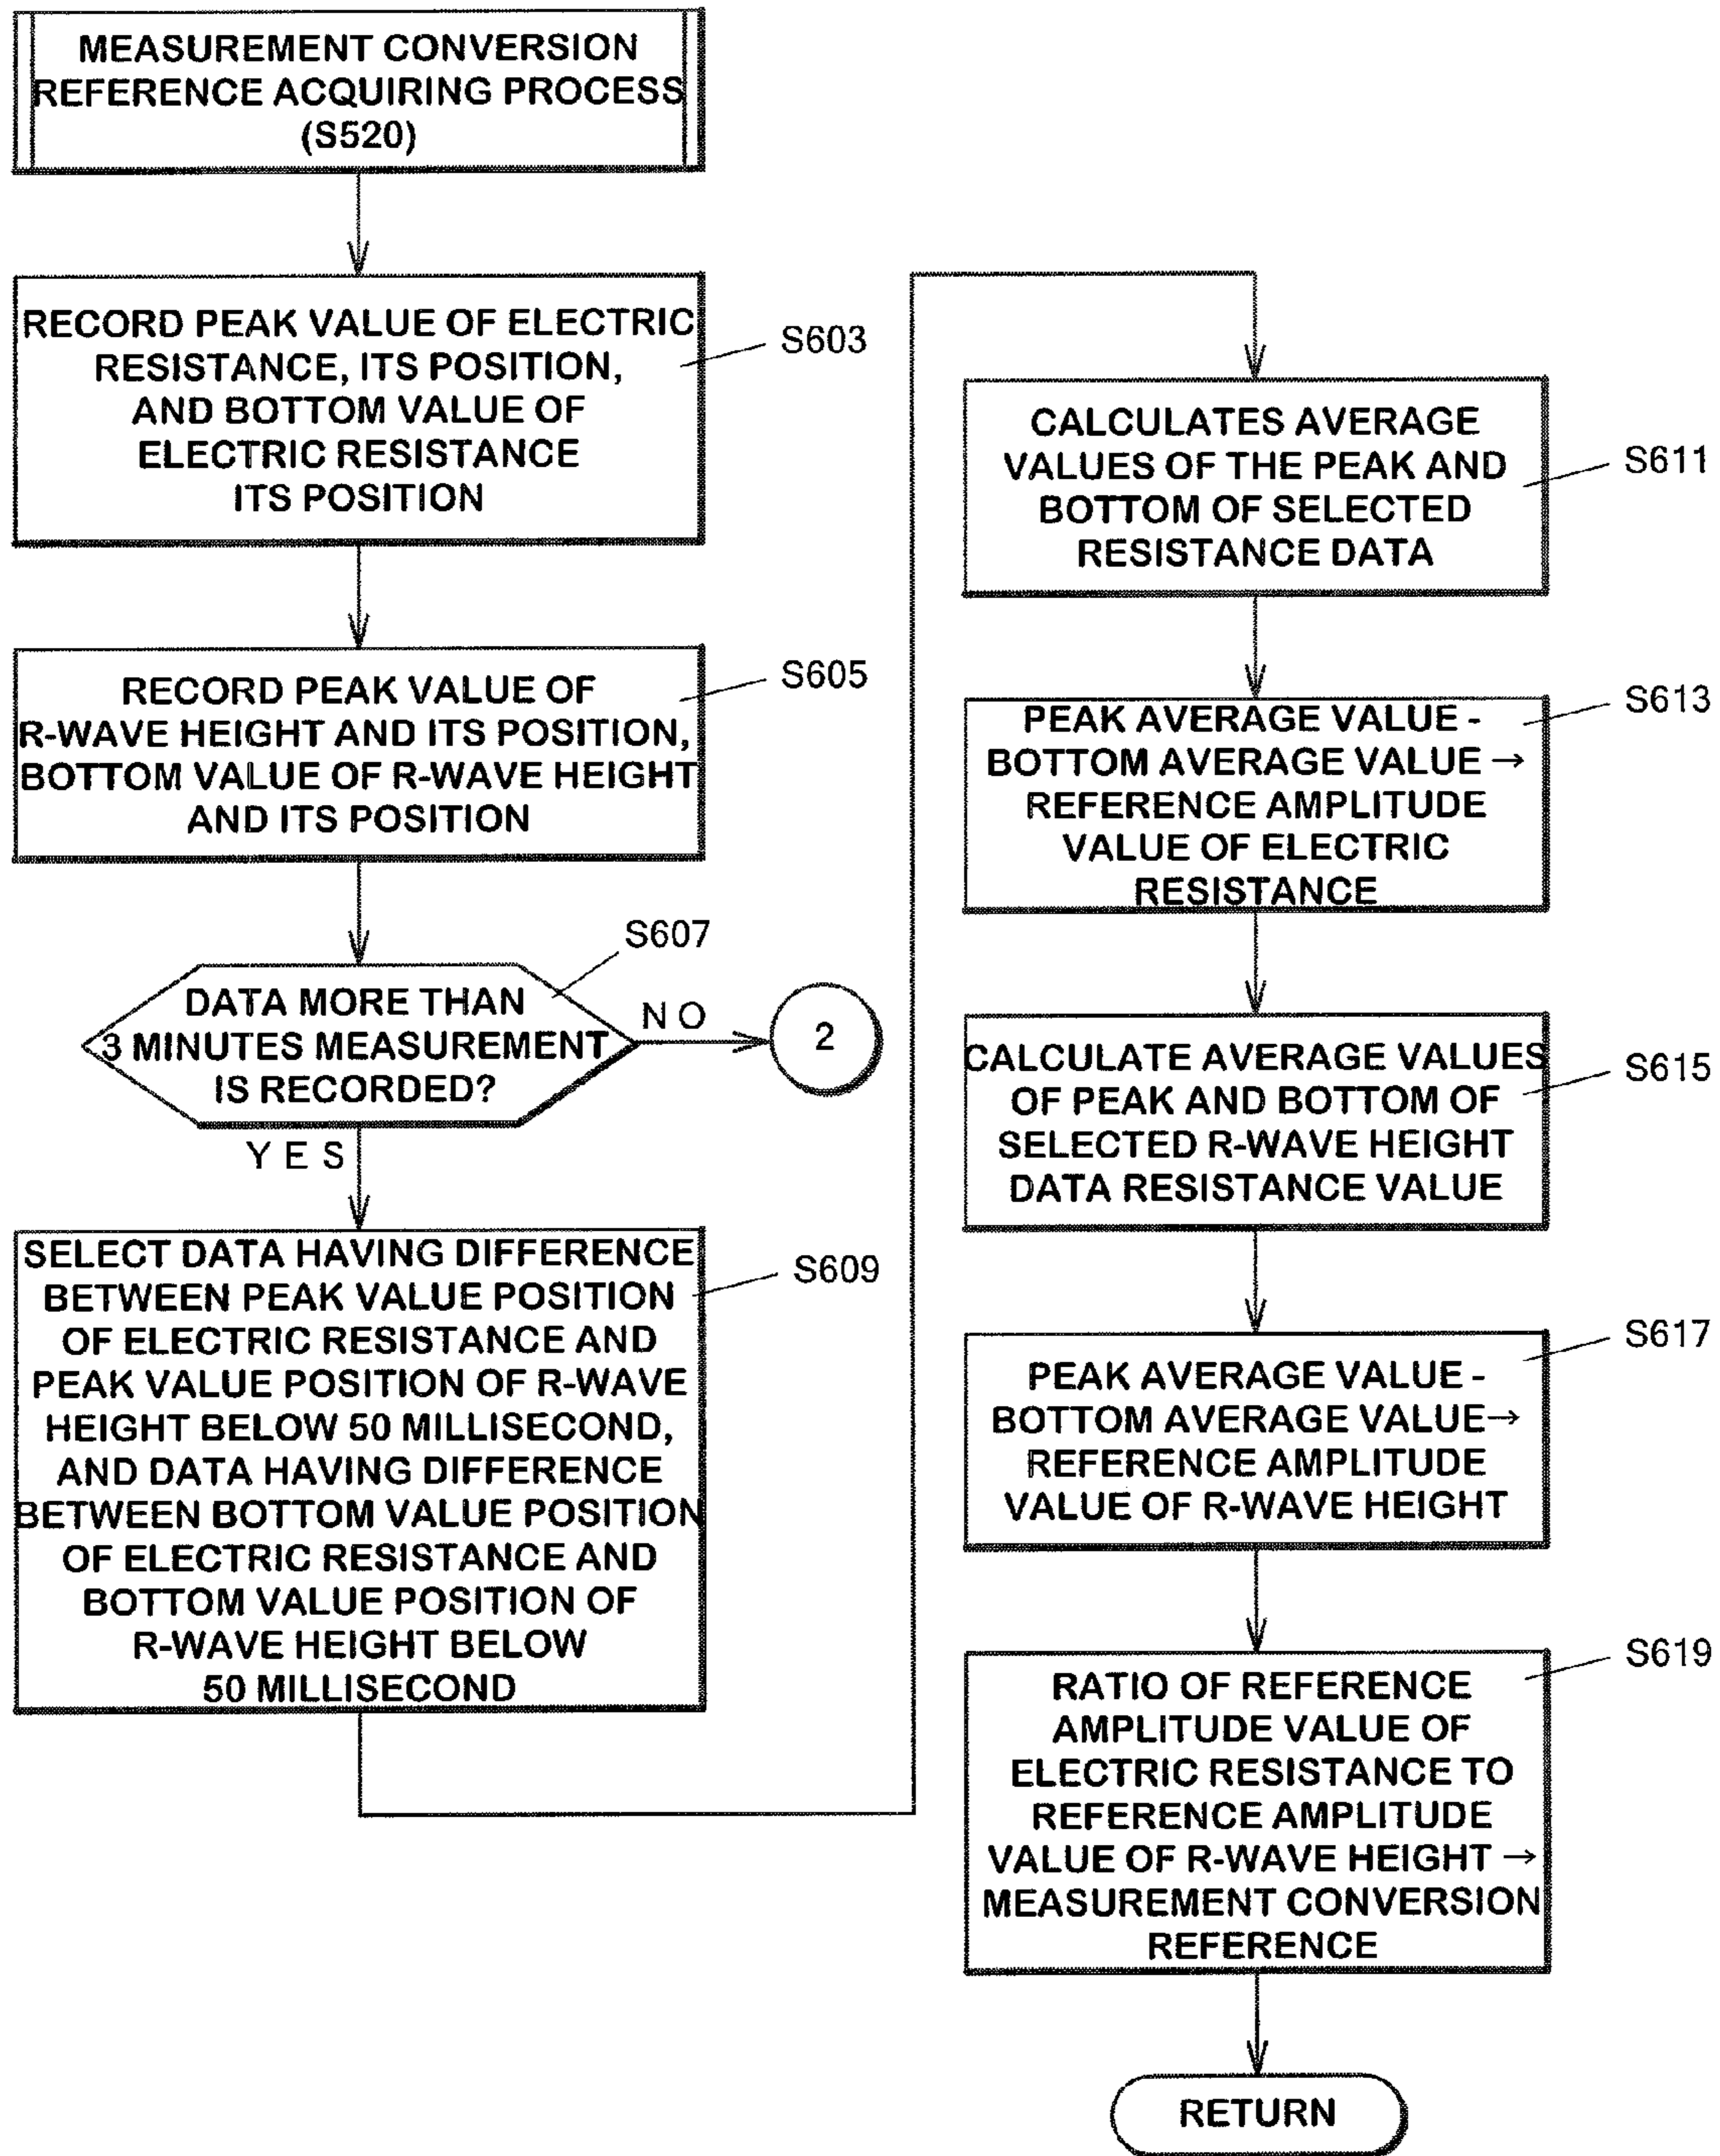 MEASUREMENT CONVERSION
REFERENCE ACQUIRING PROCESS
(S520)
RECORD PEAK VALUE OF ELECTRIC
RESISTANCE, ITS POSITION,
AND BOTTOM VALUE OF
ELECTRIC RESISTANCE
ITS POSITION
S603
RECORD PEAK VALUE OF
R-WAVE HEIGHT AND ITS POSITION,
BOTTOM VALUE OF R-WAVE HEIGHT
AND ITS POSITION
S605
S607
DATA MORE THAN
3 MINUTES MEASUREMENT
IS RECORDED?
NO
2
YES
SELECT DATA HAVING DIFFERENCE
BETWEEN PEAK VALUE POSITION
OF ELECTRIC RESISTANCE AND
PEAK VALUE POSITION OF R-WAVE
HEIGHT BELOW 50 MILLISECOND,
AND DATA HAVING DIFFERENCE
BETWEEN BOTTOM VALUE POSITION
OF ELECTRIC RESISTANCE AND
BOTTOM VALUE POSITION OF
R-WAVE HEIGHT BELOW
50 MILLISECOND
S609
CALCULATES AVERAGE
VALUES OF THE PEAK AND
BOTTOM OF SELECTED
RESISTANCE DATA
S611
PEAK AVERAGE VALUE -
BOTTOM AVERAGE VALUE →
REFERENCE AMPLITUDE
VALUE OF ELECTRIC
RESISTANCE
S613
CALCULATE AVERAGE VALUES
OF PEAK AND BOTTOM OF
SELECTED R-WAVE HEIGHT
DATA RESISTANCE VALUE
S615
PEAK AVERAGE VALUE -
BOTTOM AVERAGE VALUE→
REFERENCE AMPLITUDE
VALUE OF R-WAVE HEIGHT
S617
RATIO OF REFERENCE
AMPLITUDE VALUE OF
ELECTRIC RESISTANCE TO
REFERENCE AMPLITUDE
VALUE OF R-WAVE HEIGHT →
MEASUREMENT CONVERSION
REFERENCE
S619
RETURN